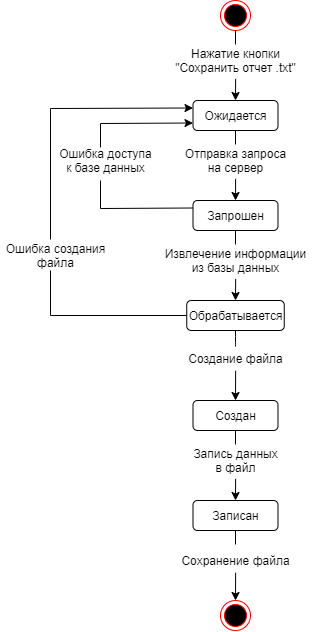 Нажатие кнопки
"Сохранить отчет .txt"
Ожидается
Ошибка доступа
к базе данных
Отправка запроса
на сервер
Запрошен
Ошибка создания
файла
Извлечение информации
из базы данных
Обрабатывается
Создание файла
Создан
Запись данных
в файл
Записан
Сохранение файла